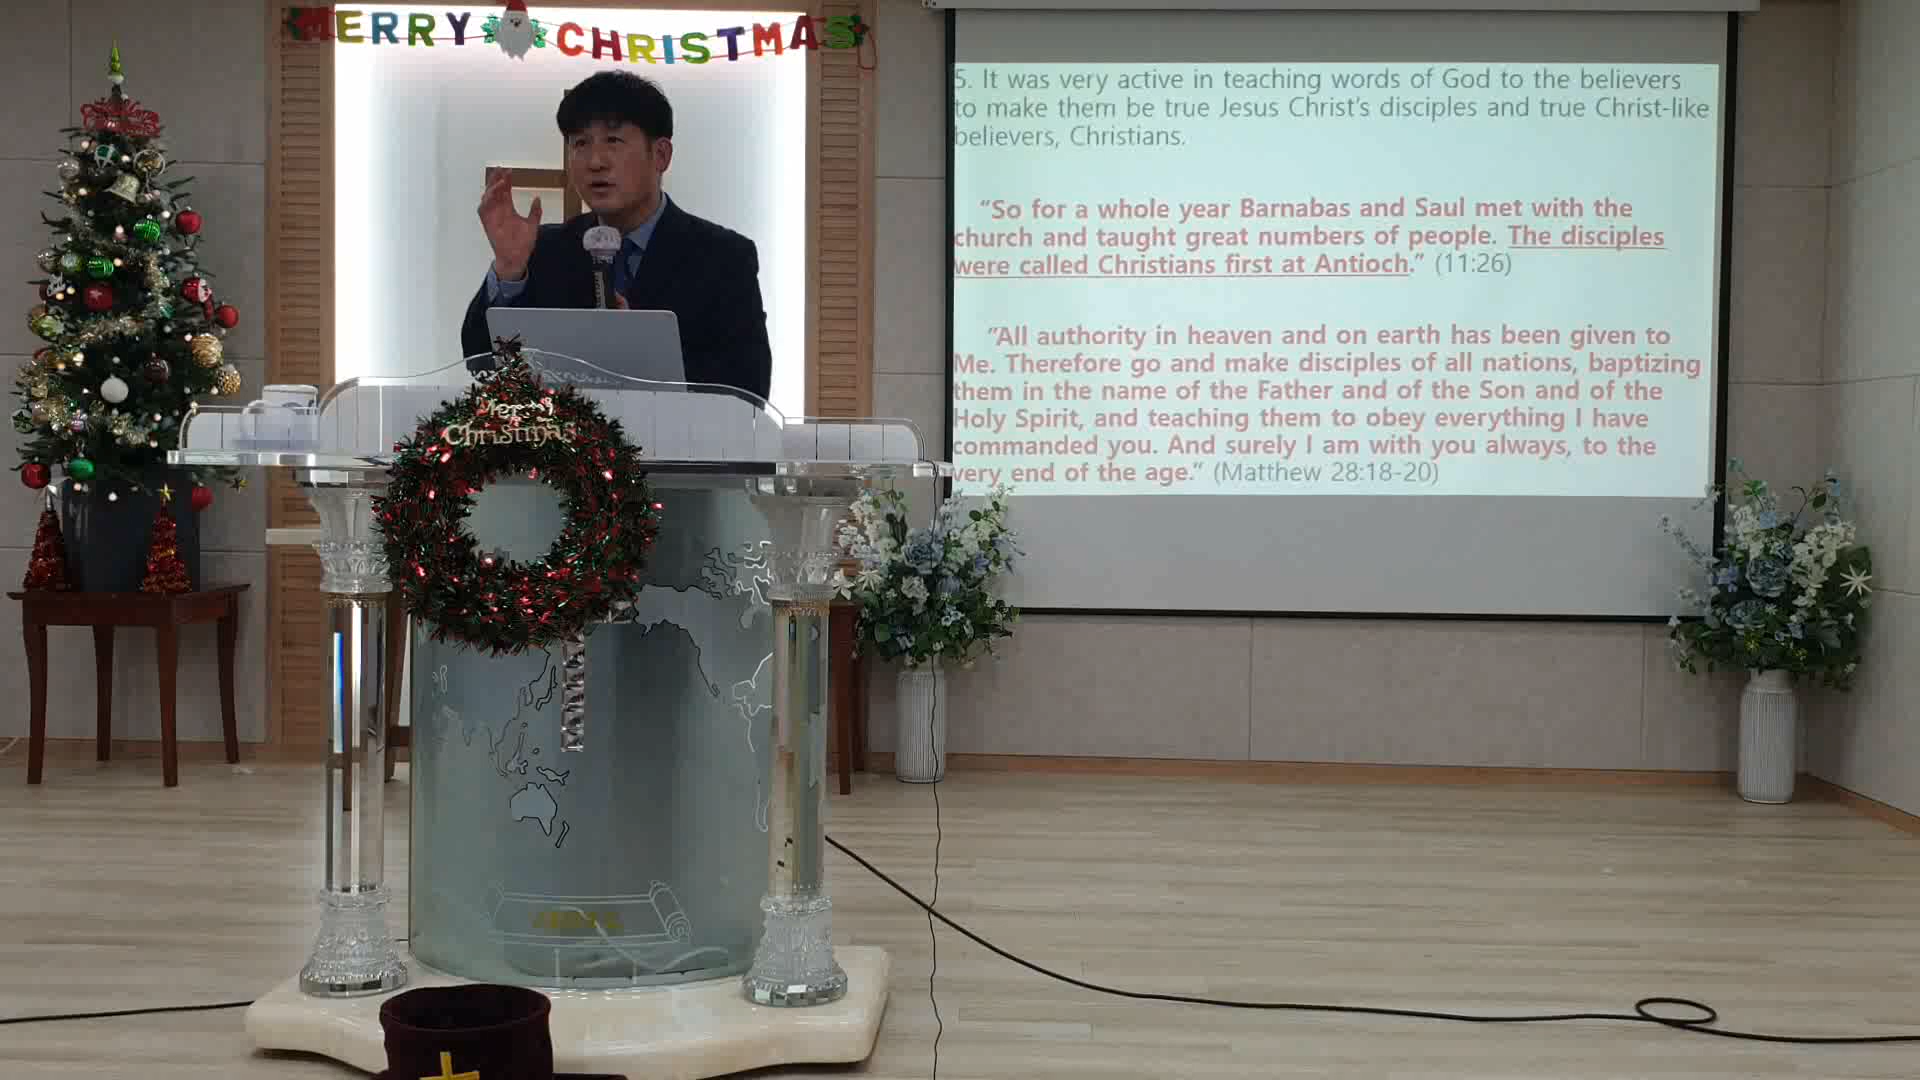 MERRY CHRISTMAS
5. It was very active in teaching words of God to the believers
to make them be true Jesus Christ's disciples and true Christ-like
believers, Christians.
“So for a whole year Barnabas and Saul met with the
church and taught great numbers of people. The disciples
were called Christians first at Antioch.” (11:26)
“All authority in heaven and on earth has been given to
Me. Therefore go and make disciples of all nations, baptizing
them in the name of the Father and of the Son and of the
Holy Spirit, and teaching them to obey everything I have
commanded you. And surely I am with you always, to the
very end of the age.” (Matthew 28:18-20)
Merry
Christmas